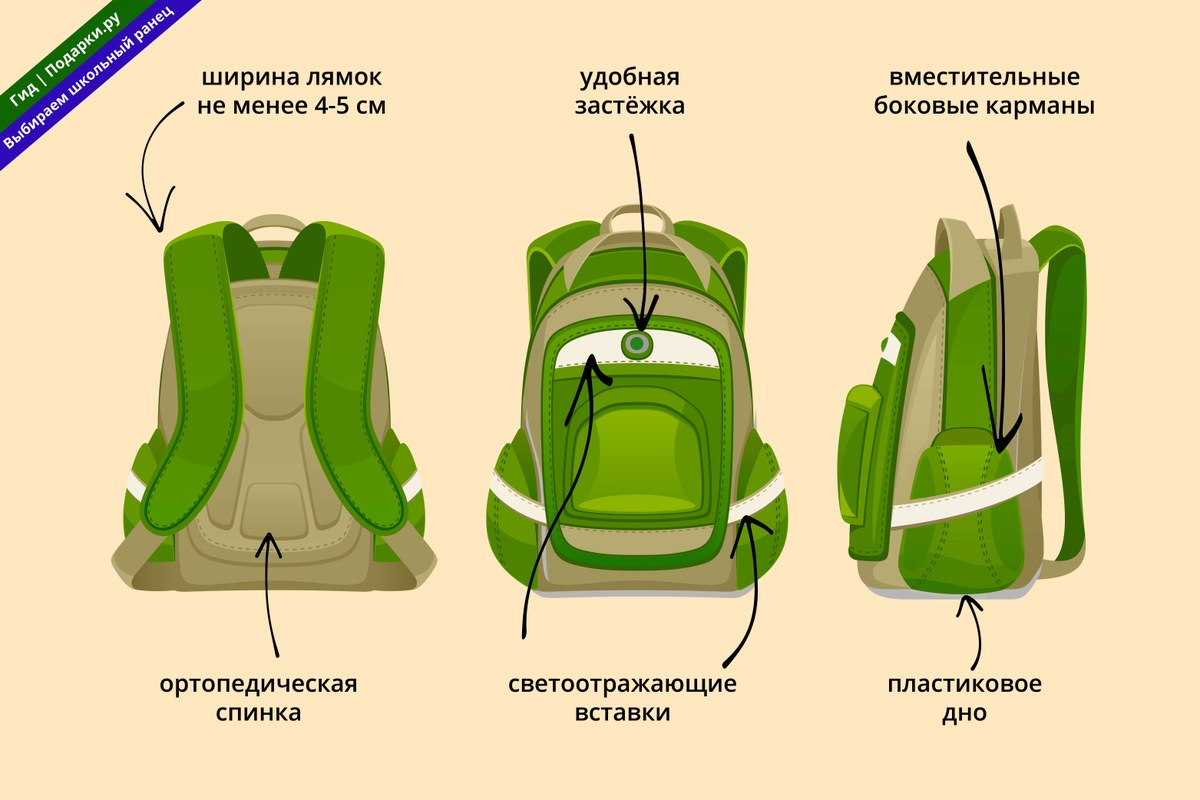 Гид | Подарки.ру
Выбираем школьный ранец
ширина лямок
не менее 4-5 см
удобная
застёжка
вместительные
боковые карманы
ортопедическая
спинка
светоотражающие
вставки
пластиковое
дно